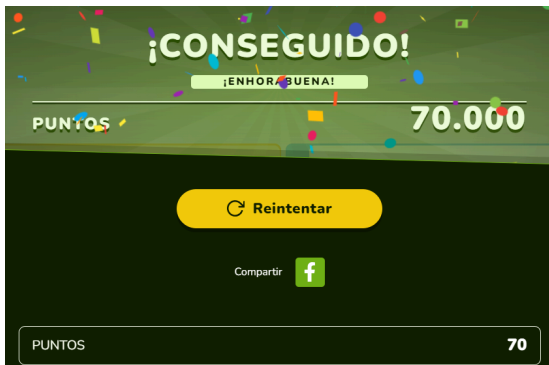 ¡CONSEGUIDO!
¡ENHORABUENA!
PUNTOS 70.000
Reintentar
Compartir
PUNTOS 70